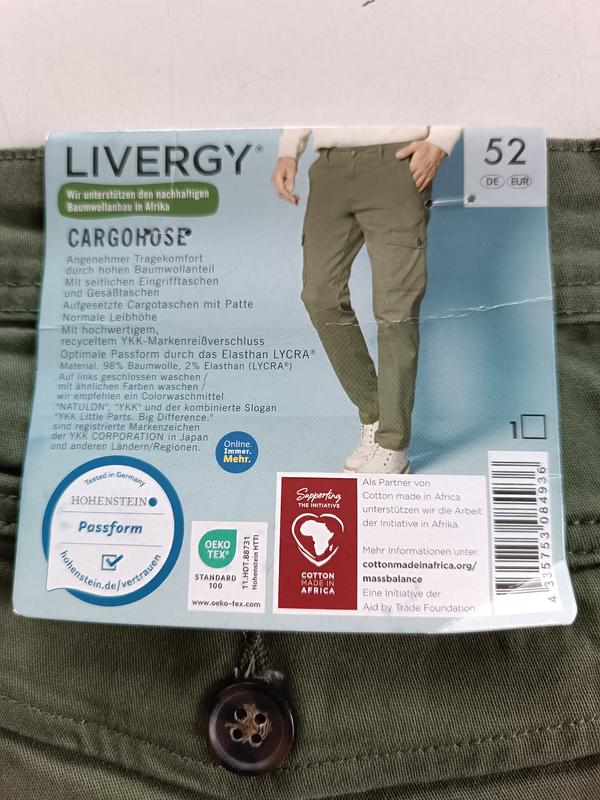 LIVERGY®
52
DE EUR
Wir unterstützen den nachhaltigen
Baumwollanbau in Afrika
CARGOHOSE
Angenehmer Tragekomfort
durch hohen Baumwollanteil
Mit seitlichen Eingrifftaschen
und Gesäßtaschen
Aufgesetzte Cargotaschen mit Patte
Normale Leibhöhe
Mit hochwertigem,
recyceltem YKK-Markenreißverschluss
Optimale Passform durch das Elasthan LYCRA®
Material: 98% Baumwolle, 2% Elasthan (LYCRA®)
Auf links geschlossen waschen /
mit ähnlichen Farben waschen /
wir empfehlen ein Colorwaschmittel
"NATULON", "YKK" und der kombinierte Slogan
"YKK Little Parts. Big Difference."
sind registrierte Markenzeichen
der YKK CORPORATION in Japan
und anderen Ländern/Regionen.
Online.
Immer.
Mehr.
1
Tested in Germany
HOHENSTEIN
Passform
hohenstein.de/vertrauen
OEKO
TEX®
STANDARD
100
11.HOT.88731
Hohenstein HTTI
www.oeko-tex.com
Supporting
THE INITIATIVE
COTTON
MADE IN
AFRICA
Als Partner von
Cotton made in Africa
unterstützen wir die Arbeit
der Initiative in Afrika.
Mehr Informationen unter:
cottonmadeinafrica.org/
massbalance
Eine Initiative der
Aid by Trade Foundation
4 335753 084936